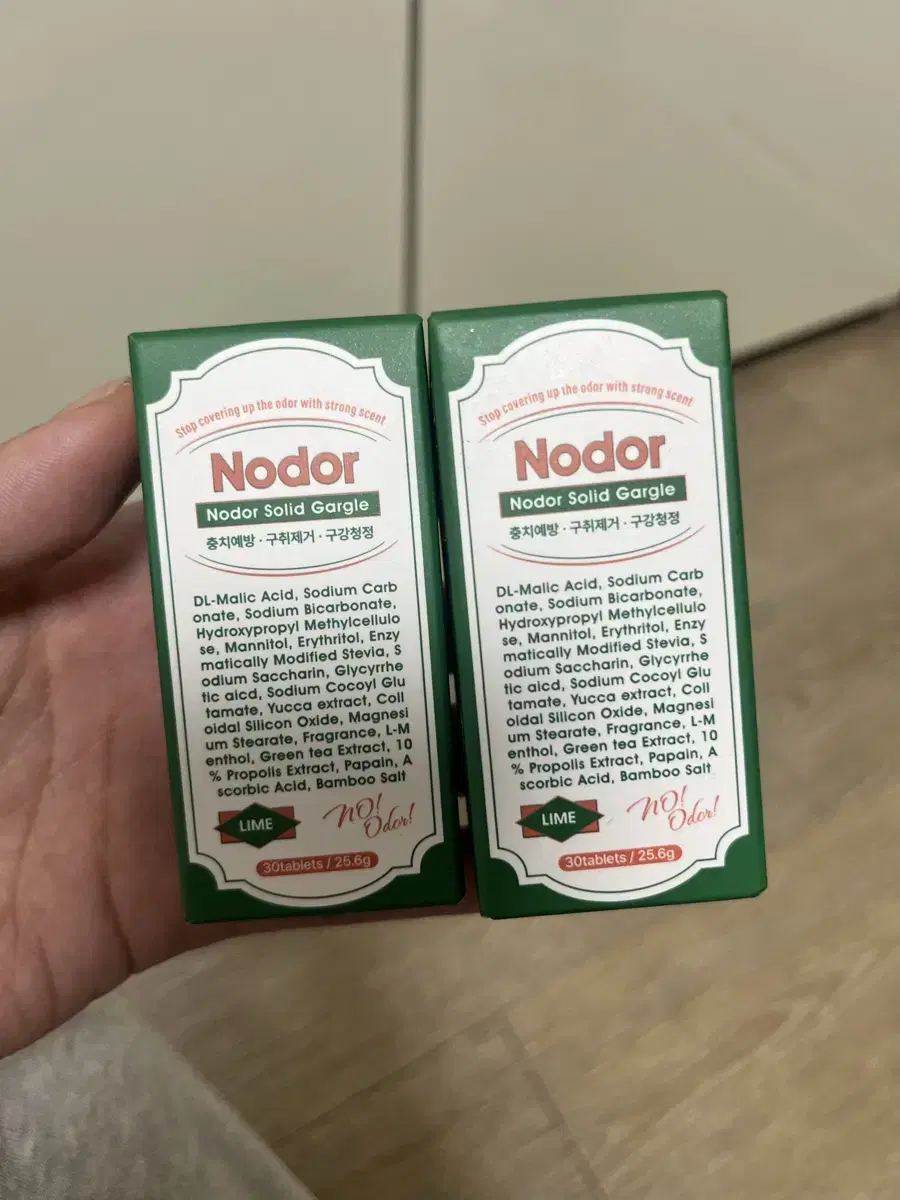 Stop covering up the odor with strong scent
Nodor
Nodor Solid Gargle
충치예방 · 구취제거 · 구강청정
DL-Malic Acid, Sodium Carb
onate, Sodium Bicarbonate,
Hydroxypropyl Methylcellulo
se, Mannitol, Erythritol, Enzy
matically Modified Stevia, S
odium Saccharin, Glycyrrhe
tic aicd, Sodium Cocoyl Glu
tamate, Yucca extract, Coll
oidal Silicon Oxide, Magnesi
um Stearate, Fragrance, L-M
enthol, Green tea Extract, 10
% Propolis Extract, Papain, A
scorbic Acid, Bamboo Salt
LIME
NO!
Odor!
30tablets / 25.6g
Stop covering up the odor with strong scent
Nodor
Nodor Solid Gargle
충치예방 · 구취제거 · 구강청정
DL-Malic Acid, Sodium Carb
onate, Sodium Bicarbonate,
Hydroxypropyl Methylcellulo
se, Mannitol, Erythritol, Enzy
matically Modified Stevia, S
odium Saccharin, Glycyrrhe
tic aicd, Sodium Cocoyl Glu
tamate, Yucca extract, Coll
oidal Silicon Oxide, Magnesi
um Stearate, Fragrance, L-M
enthol, Green tea Extract, 10
% Propolis Extract, Papain, A
scorbic Acid, Bamboo Salt
LIME
NO!
Odor!
30tablets / 25.6g